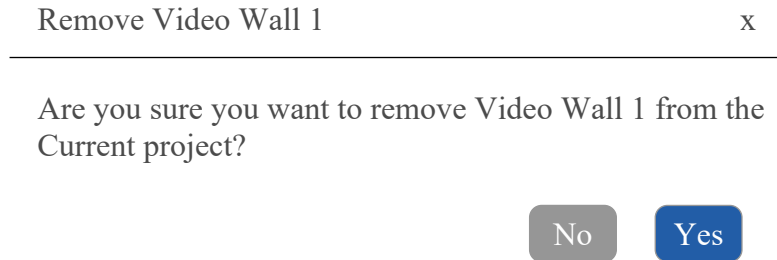 Remove Video Wall 1 x
Are you sure you want to remove Video Wall 1 from the
Current project?
No Yes